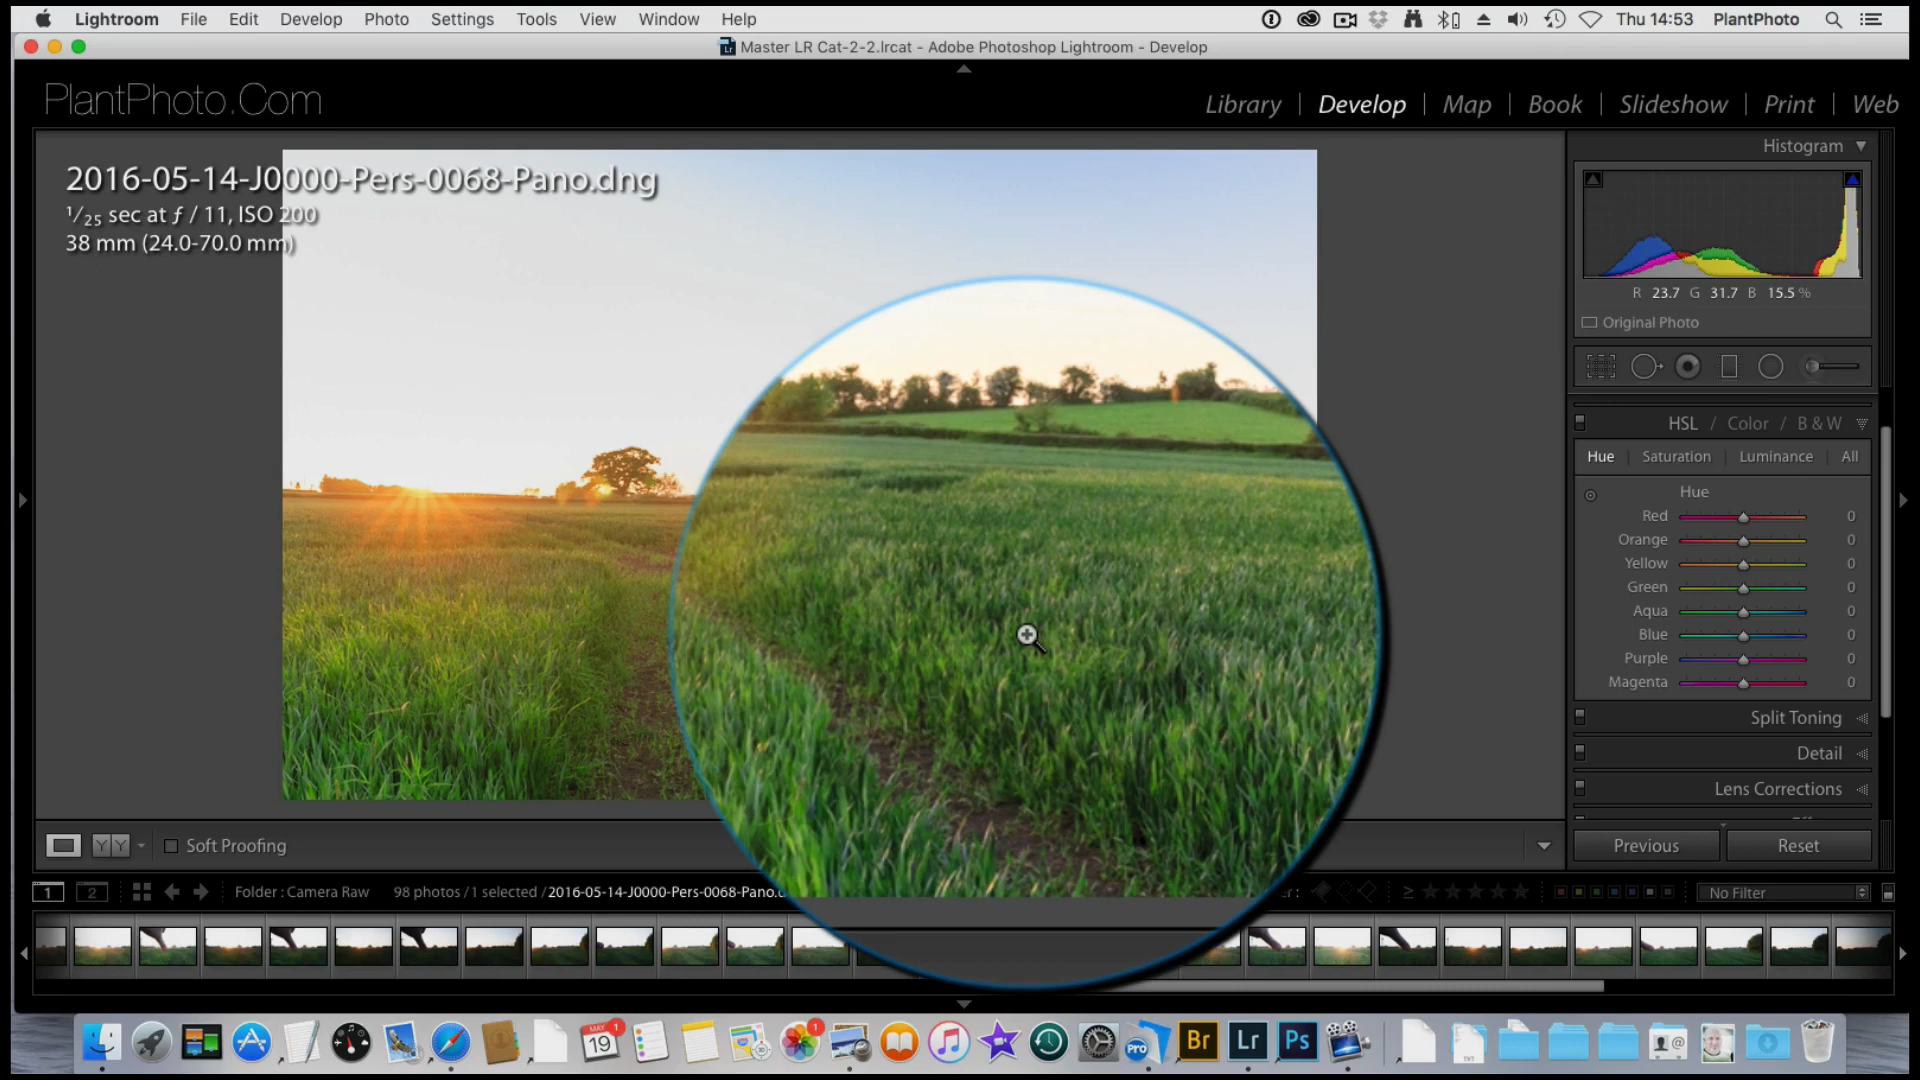 Lightroom File Edit Develop Photo Settings Tools View Window Help Thu 14:53 PlantPhoto
Master LR Cat-2-2.lrcat - Adobe Photoshop Lightroom - Develop
PlantPhoto.Com
Library | Develop | Map | Book | Slideshow | Print | Web
2016-05-14-J0000-Pers-0068-Pano.dng
1/25 sec at ƒ / 11, ISO 200
38 mm (24.0-70.0 mm)
Histogram
R 23.7 G 31.7 B 15.5 %
Original Photo
HSL / Color / B & W
Hue Saturation Luminance All
Hue
Red 0
Orange 0
Yellow 0
Green 0
Aqua 0
Blue 0
Purple 0
Magenta 0
Split Toning
Detail
Lens Corrections
Previous Reset
Y Y Soft Proofing
1 2 Folder : Camera Raw 98 photos / 1 selected / 2016-05-14-J0000-Pers-0068-Pano. No Filter
MAY 1 1
19 PRO Br Lr Ps TXT @